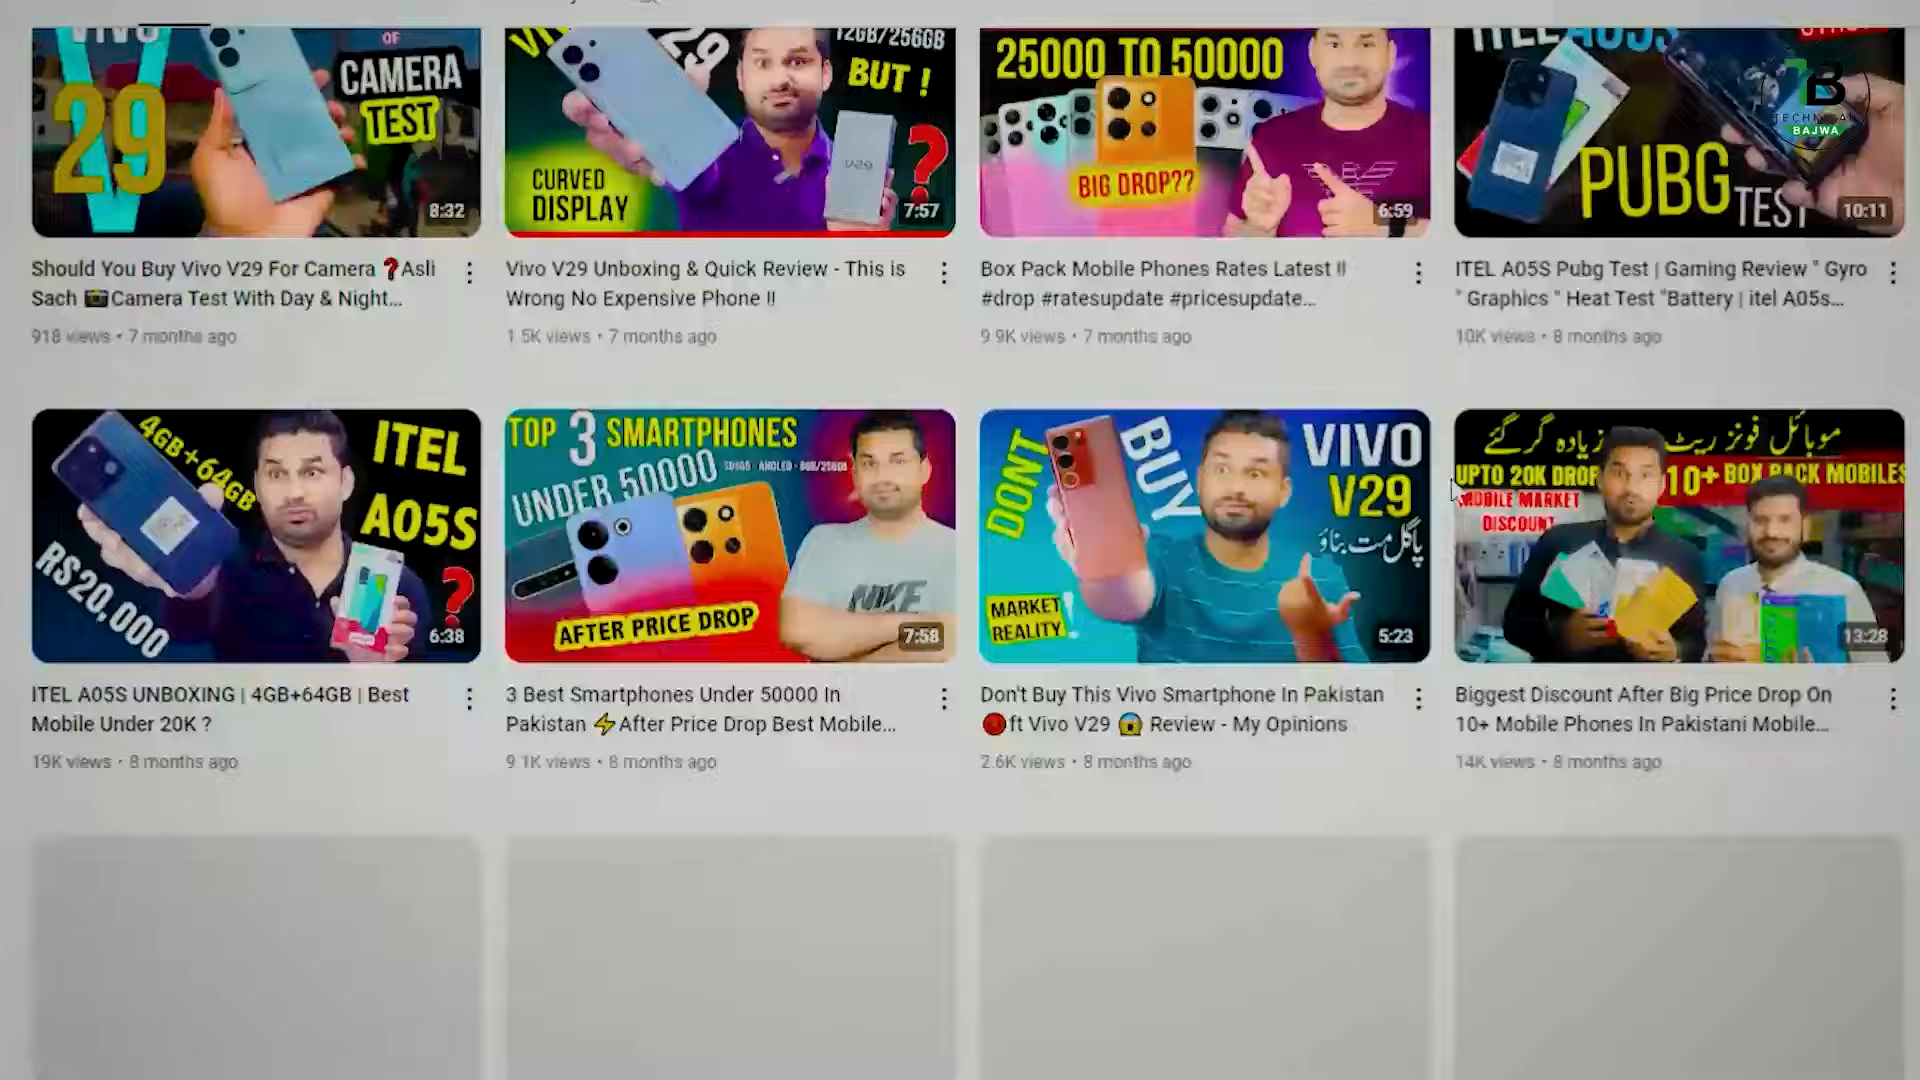 VIVO
29
OF
CAMERA
TEST
8:32
29
12GB/256GB
BUT !
CURVED
DISPLAY
V29
?
7:57
25000 TO 50000
BIG DROP??
6:59
ITEL A05S
PUBG TEST
10:11
TECHNICAL
BAJWA
Should You Buy Vivo V29 For Camera ❓Asli
Sach 📸Camera Test With Day & Night...
918 views • 7 months ago
Vivo V29 Unboxing & Quick Review - This is
Wrong No Expensive Phone !!
1.5K views • 7 months ago
Box Pack Mobile Phones Rates Latest !!
#drop #ratesupdate #pricesupdate...
9.9K views • 7 months ago
ITEL A05S Pubg Test | Gaming Review " Gyro
" Graphics " Heat Test "Battery | itel A05s...
10K views • 8 months ago
4GB+64GB
ITEL
A05S
RS20,000
?
6:38
TOP 3 SMARTPHONES
UNDER 50000
AFTER PRICE DROP
NIKE
7:58
DONT
BUY
VIVO
V29
پاگل مت بناؤ
MARKET
REALITY !
5:23
موبائل فونز ریٹ زیادہ گر گئے
UPTO 20K DROP
10+ BOX PACK MOBILES
MOBILE MARKET
DISCOUNT
13:28
ITEL A05S UNBOXING | 4GB+64GB | Best
Mobile Under 20K ?
19K views • 8 months ago
3 Best Smartphones Under 50000 In
Pakistan ⚡After Price Drop Best Mobile...
9.1K views • 8 months ago
Don't Buy This Vivo Smartphone In Pakistan
🔴ft Vivo V29 😱 Review - My Opinions
2.6K views • 8 months ago
Biggest Discount After Big Price Drop On
10+ Mobile Phones In Pakistani Mobile...
14K views • 8 months ago